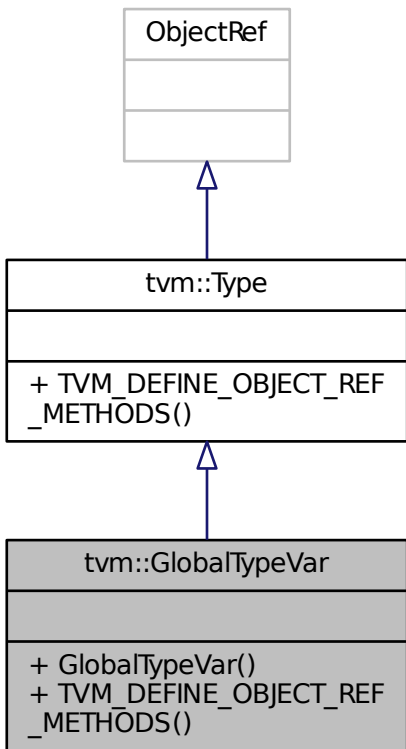 ObjectRef
tvm::Type
+ TVM_DEFINE_OBJECT_REF
_METHODS()
tvm::GlobalTypeVar
+ GlobalTypeVar()
+ TVM_DEFINE_OBJECT_REF
_METHODS()